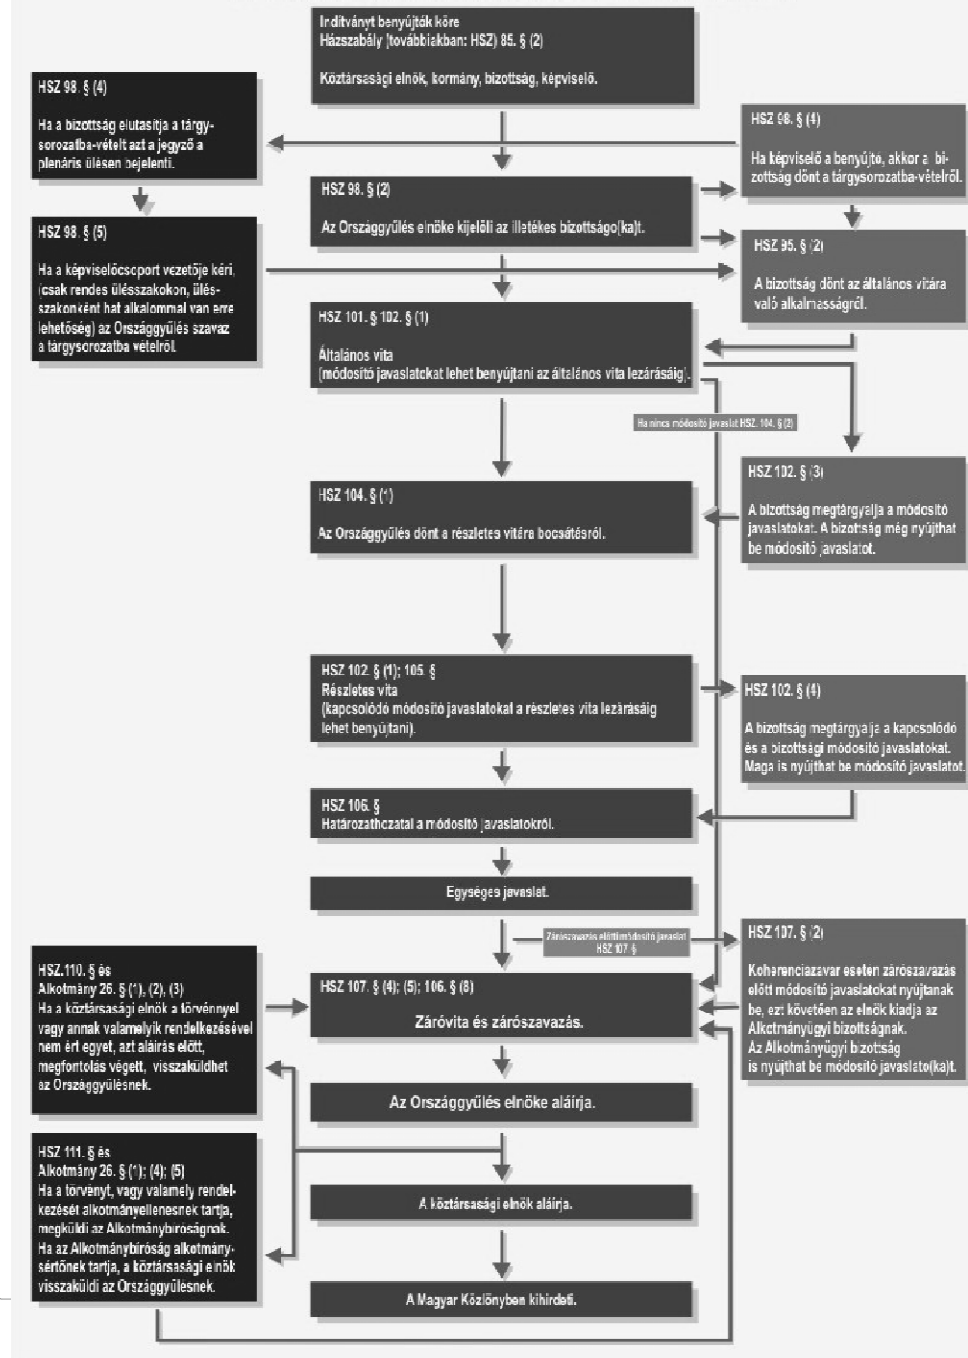 Indítványt benyújtók köre
Házszabály (továbbiakban: HSZ) 85. § (2)
Köztársasági elnök, kormány, bizottság, képviselő.
HSZ 98. § (4)
Ha a bizottság elutasítja a tárgy-
sorozatba-vételt azt a jegyző a
plenáris ülésen bejelenti.
HSZ 98. § (4)
Ha képviselő a benyújtó, akkor a bi-
zottság dönt a tárgysorozatba-vételről.
HSZ 98. § (2)
Az Országgyűlés elnöke kijelöli az illetékes bizottságo(ka)t.
HSZ 98. § (5)
Ha a képviselőcsoport vezetője kéri,
(csak rendes ülésszakokon, ülés-
szakonként hat alkalommal van erre
lehetőség) az Országgyűlés szavaz
a tárgysorozatba vételről.
HSZ 95. § (2)
A bizottság dönt az általános vitára
való alkalmasságról.
HSZ 101. § 102. § (1)
Általános vita
(módosító javaslatokat lehet benyújtani az általános vita lezárásáig).
Ha nincs módosító javaslat HSZ. 104. § (2)
HSZ 102. § (3)
A bizottság megtárgyalja a módosító
javaslatokat. A bizottság még nyújthat
be módosító javaslatot.
HSZ 104. § (1)
Az Országgyűlés dönt a részletes vitára bocsátásról.
HSZ 102. § (1); 105. §
Részletes vita
(kapcsolódó módosító javaslatokat a részletes vita lezárásáig
lehet benyújtani).
HSZ 102. § (4)
A bizottság megtárgyalja a kapcsolódó
és a bizottsági módosító javaslatokat.
Maga is nyújthat be módosító javaslatot.
HSZ 106. §
Határozathozatal a módosító javaslatokról.
Egységes javaslat.
Zárószavazás előtti módosító javaslat
HSZ 107. §
HSZ 107. § (2)
Koherenciazavar esetén zárószavazás
előtt módosító javaslatokat nyújtanak
be, ezt követően az elnök kiadja az
Alkotmányügyi bizottságnak.
Az Alkotmányügyi bizottság
is nyújthat be módosító javaslato(ka)t.
HSZ.110. § és
Alkotmány 26. § (1), (2), (3)
Ha a köztársasági elnök a törvénnyel
vagy annak valamelyik rendelkezésével
nem ért egyet, azt aláírás előtt,
megfontolás végett, visszaküldhet
az Országgyűlésnek.
HSZ 107. § (4); (5); 106. § (8)
Záróvita és zárószavazás.
Az Országgyűlés elnöke aláírja.
HSZ 111. § és
Alkotmány 26. § (1); (4); (5)
Ha a törvényt, vagy valamely rendel-
kezését alkotmányellenesnek tartja,
megküldi az Alkotmánybíróságnak.
Ha az Alkotmánybíróság alkotmány-
sértőnek tartja, a köztársasági elnök
visszaküldi az Országgyűlésnek.
A köztársasági elnök aláírja.
A Magyar Közlönyben kihirdeti.